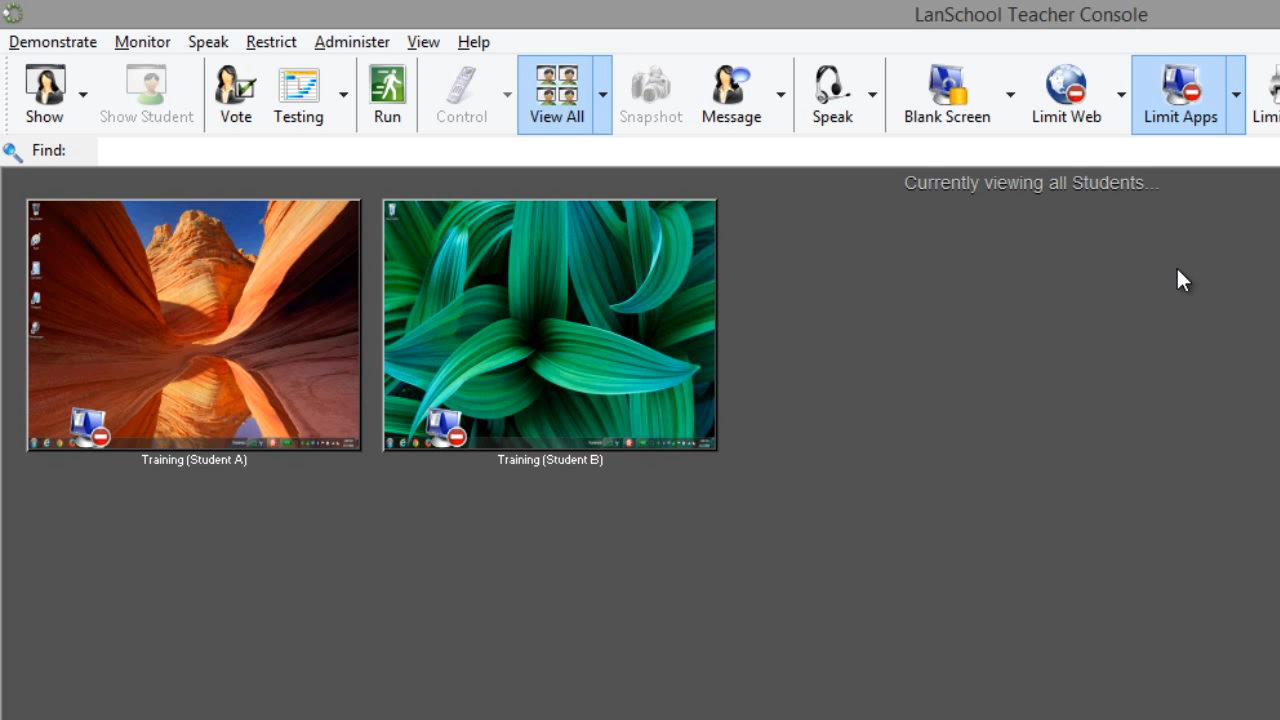 LanSchool Teacher Console
Demonstrate Monitor Speak Restrict Administer View Help
Show Show Student Vote Testing Run Control View All Snapshot Message Speak Blank Screen Limit Web Limit Apps
Find:
Currently viewing all Students...
Training (Student A) Training (Student B)